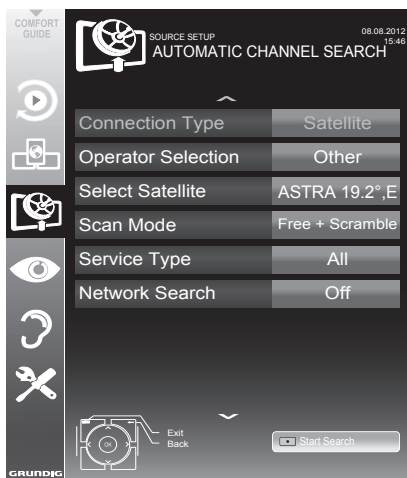 COMFORT
GUIDE
SOURCE SETUP
08.08.2012
AUTOMATIC CHANNEL SEARCH
15:46
Connection Type Satellite
Operator Selection Other
Select Satellite ASTRA 19.2°,E
Scan Mode Free + Scramble
Service Type All
Network Search Off
OK
Exit
Back
Start Search
GRUNDIG